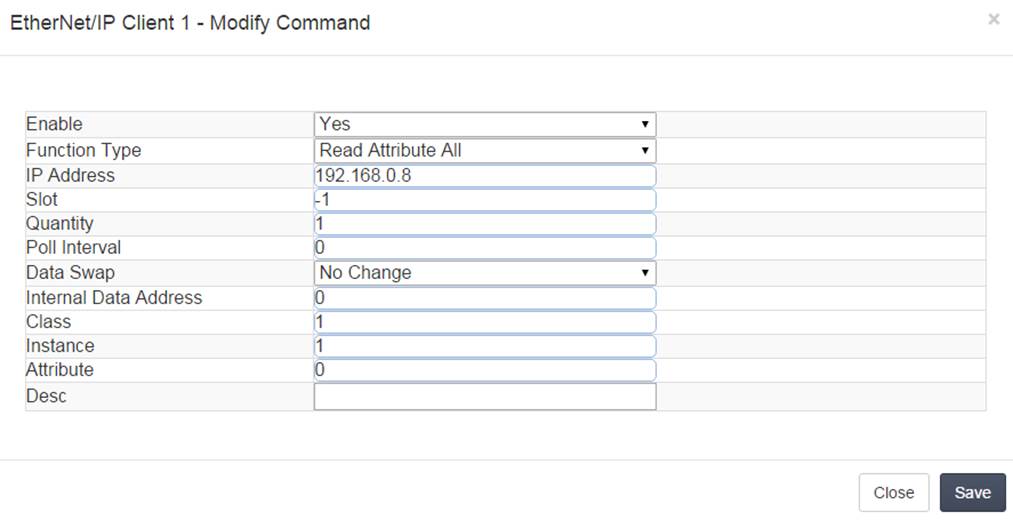 EtherNet/IP Client 1 - Modify Command ×
Enable Yes
Function Type Read Attribute All
IP Address 192.168.0.8
Slot -1
Quantity 1
Poll Interval 0
Data Swap No Change
Internal Data Address 0
Class 1
Instance 1
Attribute 0
Desc
Close Save